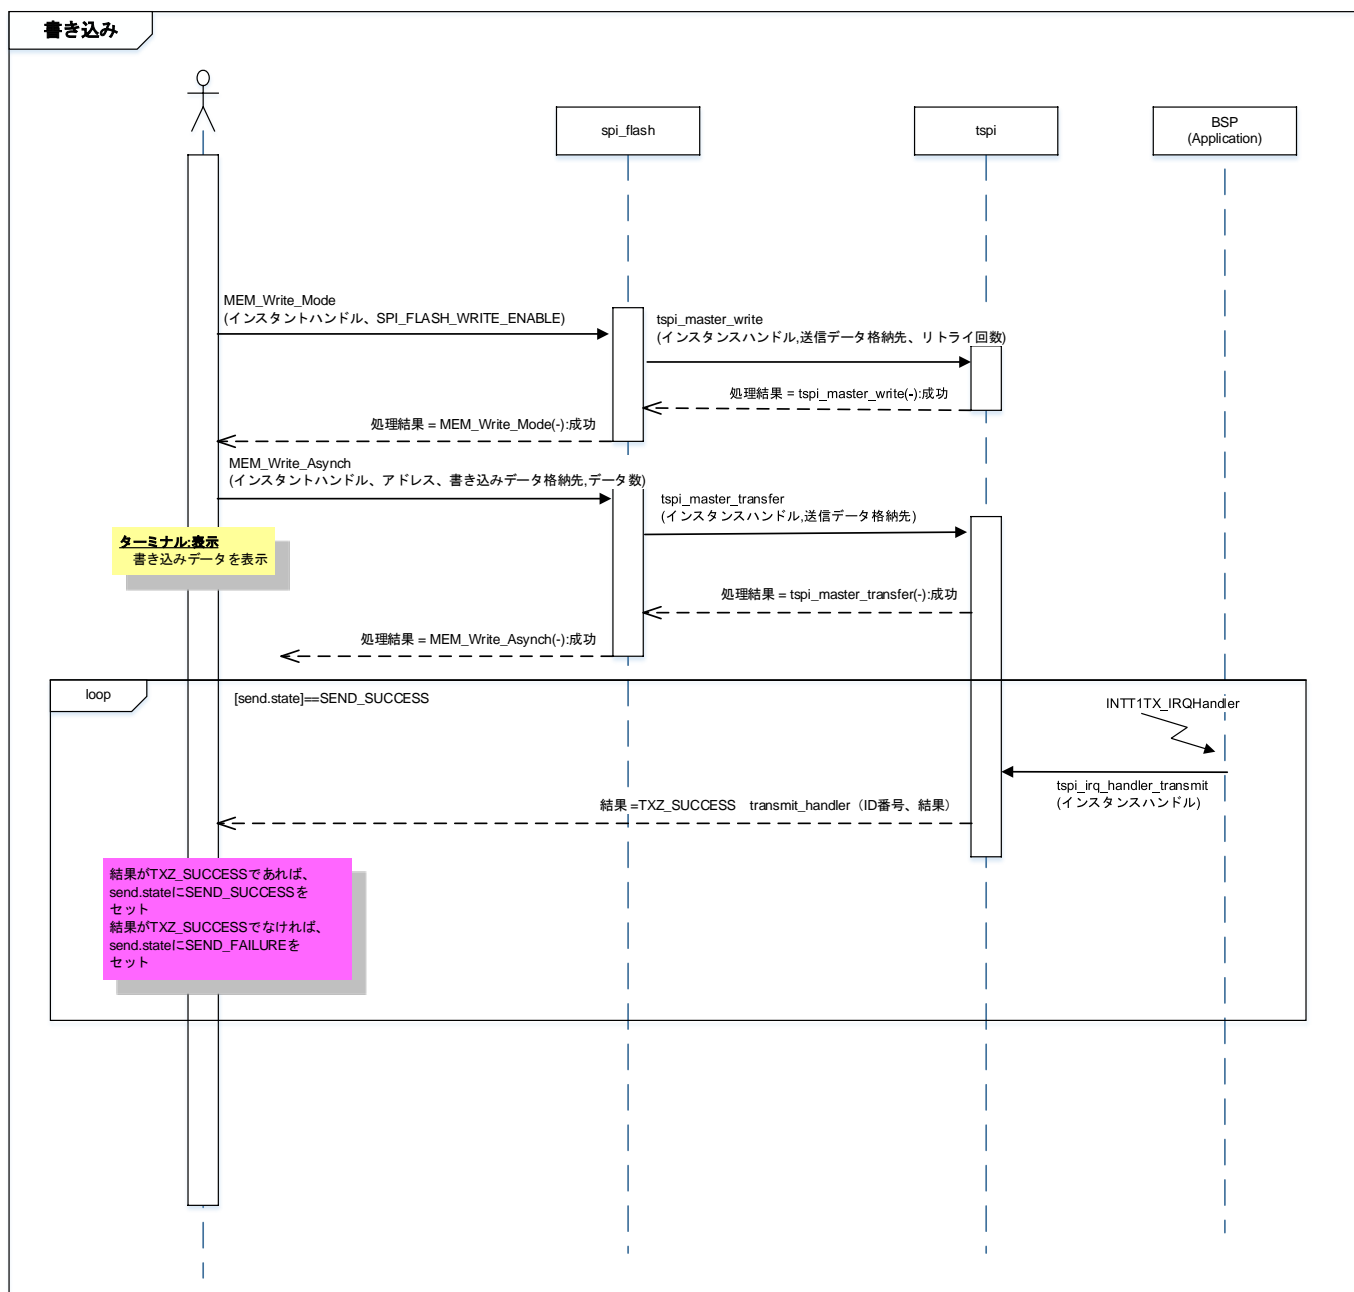 書き込み
spi_flash
tspi
BSP
(Application)
MEM_Write_Mode
(インスタントハンドル、SPI_FLASH_WRITE_ENABLE)
tspi_master_write
(インスタンスハンドル,送信データ格納先、リトライ回数)
処理結果 = tspi_master_write(-):成功
処理結果 = MEM_Write_Mode(-):成功
MEM_Write_Asynch
(インスタントハンドル、アドレス、書き込みデータ格納先,データ数)
tspi_master_transfer
(インスタンスハンドル,送信データ格納先)
ターミナル:表示
書き込みデータを表示
処理結果 = tspi_master_transfer(-):成功
処理結果 = MEM_Write_Asynch(-):成功
loop
[send.state]==SEND_SUCCESS
INTT1TX_IRQHandler
tspi_irq_handler_transmit
(インスタンスハンドル)
結果 =TXZ_SUCCESS　transmit_handler（ID番号、結果）
結果がTXZ_SUCCESSであれば、
send.stateにSEND_SUCCESSを
セット
結果がTXZ_SUCCESSでなければ、
send.stateにSEND_FAILUREを
セット